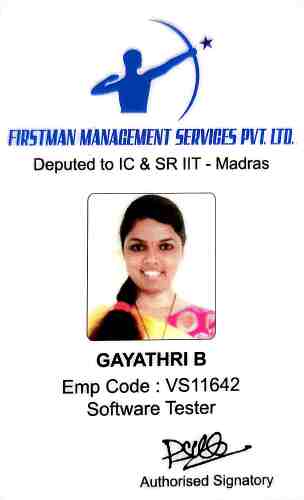 FIRSTMAN MANAGEMENT SERVICES PVT. LTD.
Deputed to IC & SR IIT - Madras
GAYATHRI B
Emp Code : VS11642
Software Tester
Authorised Signatory